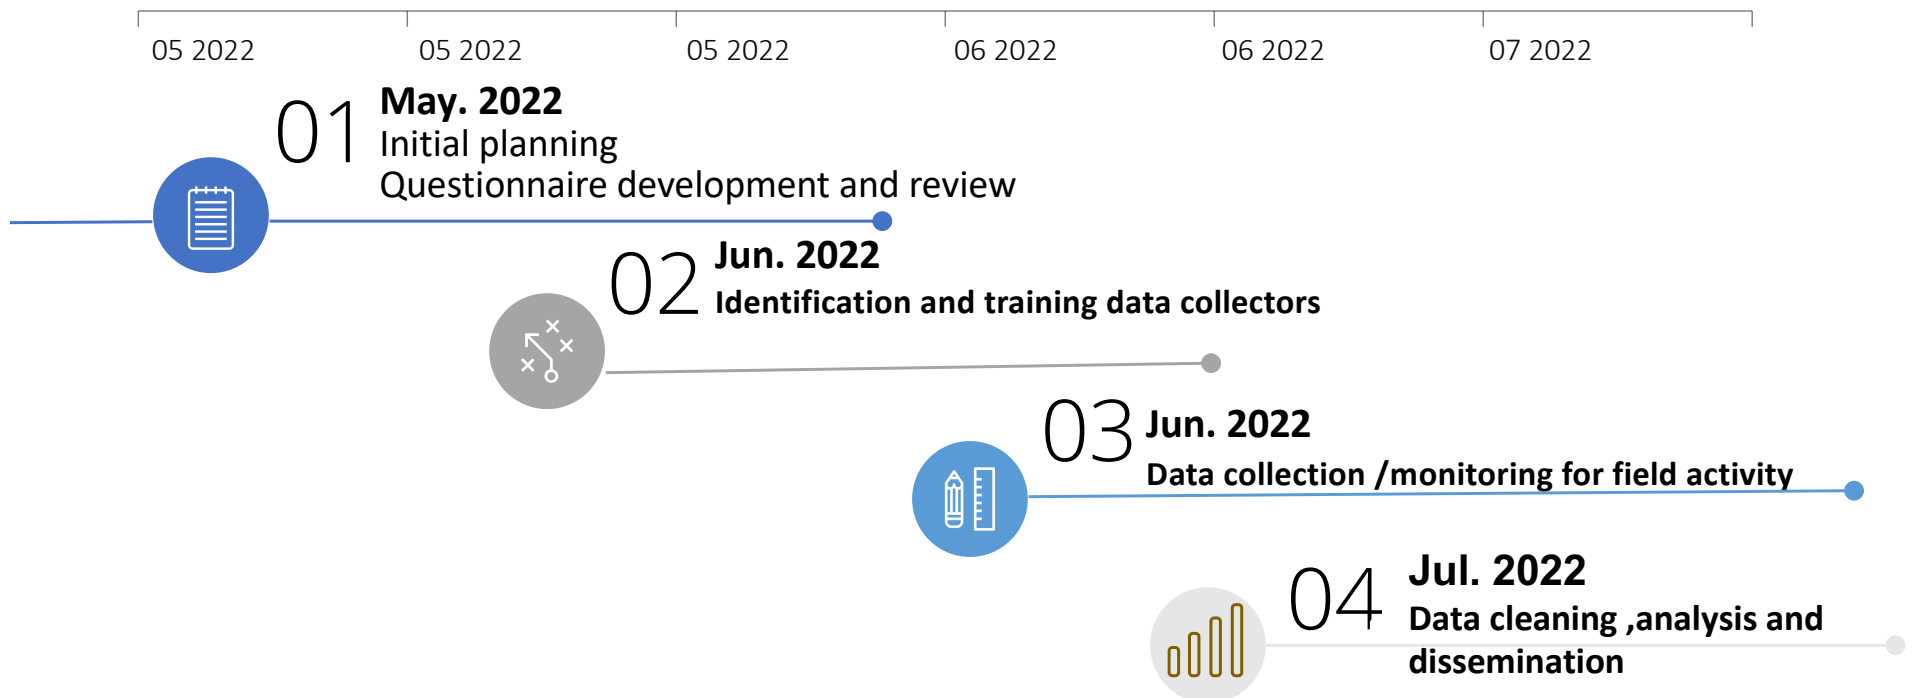 05 2022 05 2022 05 2022 06 2022 06 2022 07 2022
01
May. 2022
Initial planning
Questionnaire development and review
02
Jun. 2022
Identification and training data collectors
03
Jun. 2022
Data collection /monitoring for field activity
04
Jul. 2022
Data cleaning ,analysis and
dissemination